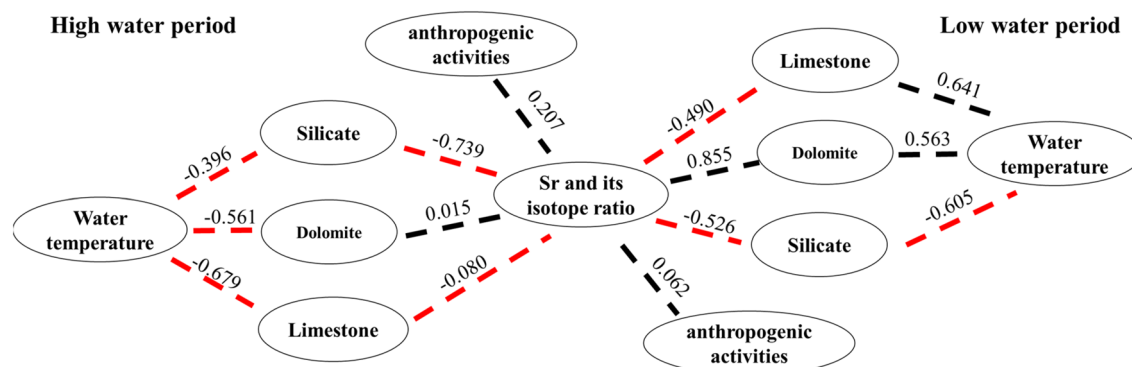 High water period
Low water period
anthropogenic
activities
Limestone
0.641
0.207
-0.490
Silicate
-0.396
-0.739
Dolomite
0.855
0.563
Water
temperature
Sr and its
isotope ratio
Water
temperature
-0.561
Dolomite
0.015
-0.526
Silicate
-0.605
-0.679
-0.080
0.062
Limestone
anthropogenic
activities